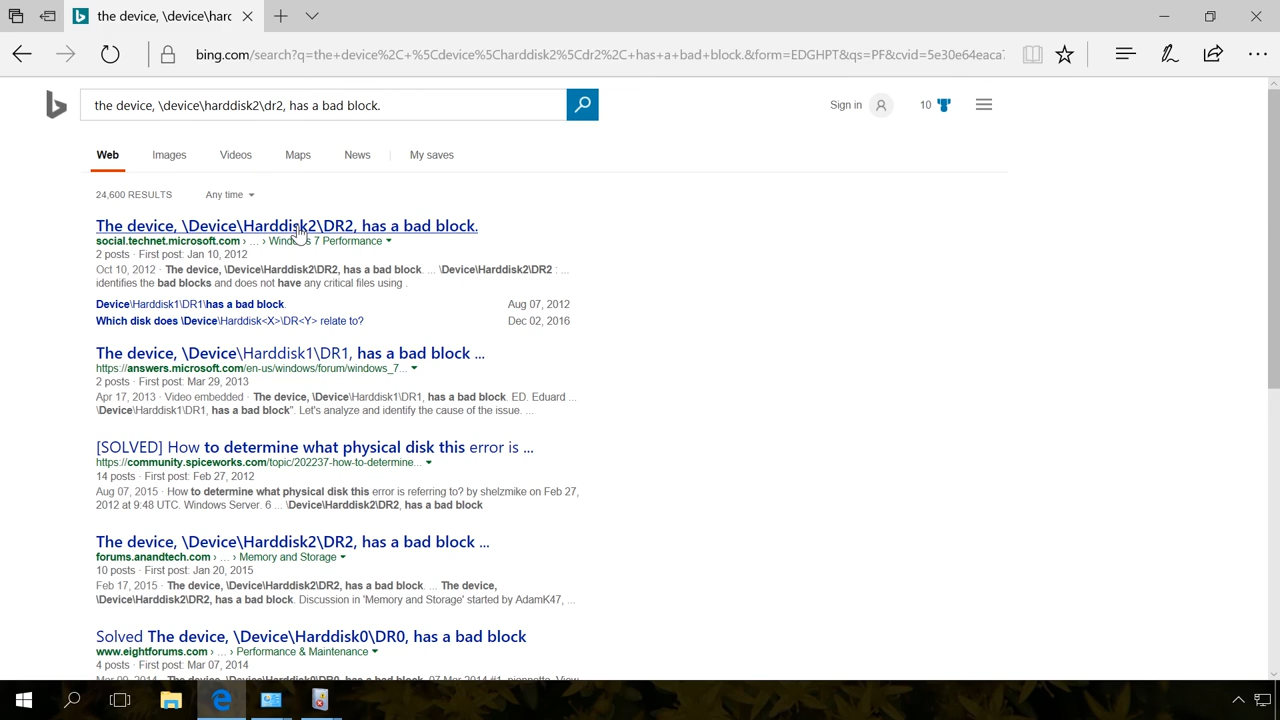 the device, \device\harc
bing.com/search?q=the+device%2C+%5Cdevice%5Charddisk2%5Cdr2%2C+has+a+bad+block.&form=EDGHPT&qs=PF&cvid=5e30e64eaca7
the device, \device\harddisk2\dr2, has a bad block.
Sign in
10
Web
Images
Videos
Maps
News
My saves
24,600 RESULTS
Any time
The device, \Device\Harddisk2\DR2, has a bad block.
social.technet.microsoft.com › ... › Windows 7 Performance
2 posts · First post: Jan 10, 2012
Oct 10, 2012 · The device, \Device\Harddisk2\DR2, has a bad block. ... \Device\Harddisk2\DR2 : ...
identifies the bad blocks and does not have any critical files using .
Device\Harddisk1\DR1\has a bad block. Aug 07, 2012
Which disk does \Device\Harddisk<X>\DR<Y> relate to? Dec 02, 2016
The device, \Device\Harddisk1\DR1, has a bad block ...
https://answers.microsoft.com/en-us/windows/forum/windows_7...
2 posts · First post: Mar 29, 2013
Apr 17, 2013 · Video embedded · The device, \Device\Harddisk1\DR1, has a bad block. ED. Eduard ...
\Device\Harddisk1\DR1, has a bad block". Let's analyze and identify the cause of the issue. ...
[SOLVED] How to determine what physical disk this error is ...
https://community.spiceworks.com/topic/202237-how-to-determine...
14 posts · First post: Feb 27, 2012
Aug 07, 2015 · How to determine what physical disk this error is referring to? by shelzmike on Feb 27,
2012 at 9:48 UTC. Windows Server. 6 ... \Device\Harddisk2\DR2, has a bad block
The device, \Device\Harddisk2\DR2, has a bad block ...
forums.anandtech.com › ... › Memory and Storage
10 posts · First post: Jan 20, 2015
Feb 17, 2015 · The device, \Device\Harddisk2\DR2, has a bad block. ... The device,
\Device\Harddisk2\DR2, has a bad block. Discussion in 'Memory and Storage' started by AdamK47, ...
Solved The device, \Device\Harddisk0\DR0, has a bad block
www.eightforums.com › ... › Performance & Maintenance
4 posts · First post: Mar 07, 2014